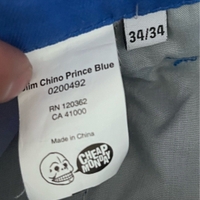 34/34
Slim Chino Prince Blue
0200492
RN 120362
CA 41000
Made in China
CHEAP
MONDAY